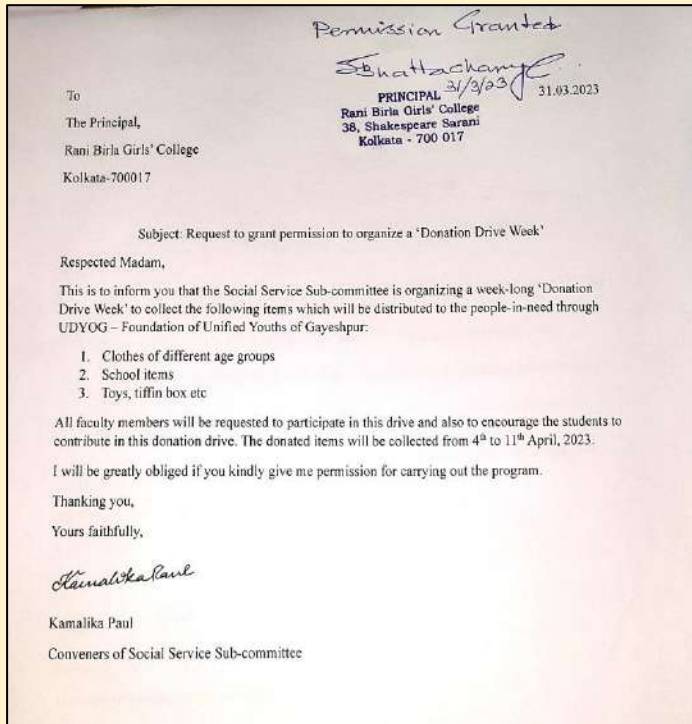 Permission Granted
SBhattacharya
31/3/23
PRINCIPAL
Rani Birla Girls' College
38, Shakespeare Sarani
Kolkata - 700 017
31.03.2023
To
The Principal,
Rani Birla Girls' College
Kolkata-700017
Subject: Request to grant permission to organize a 'Donation Drive Week'
Respected Madam,
This is to inform you that the Social Service Sub-committee is organizing a week-long 'Donation
Drive Week' to collect the following items which will be distributed to the people-in-need through
UDYOG – Foundation of Unified Youths of Gayeshpur:
1. Clothes of different age groups
2. School items
3. Toys, tiffin box etc
All faculty members will be requested to participate in this drive and also to encourage the students to
contribute in this donation drive. The donated items will be collected from 4th to 11th April, 2023.
I will be greatly obliged if you kindly give me permission for carrying out the program.
Thanking you,
Yours faithfully,
Kamalika Paul
Kamalika Paul
Conveners of Social Service Sub-committee